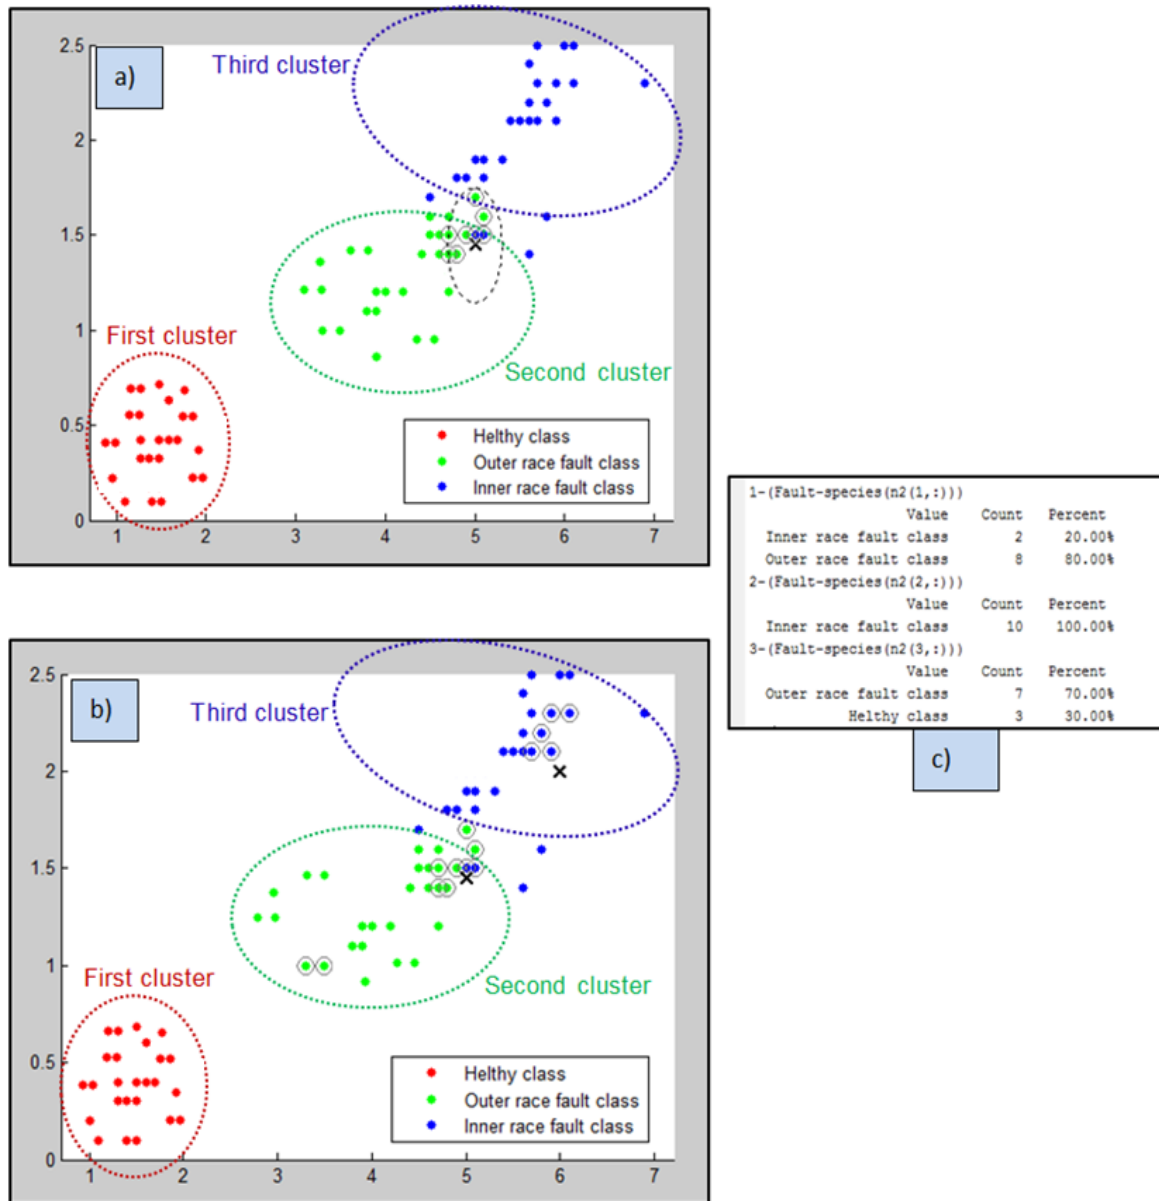 a)
2.5
2
1.5
1
0.5
0
1 2 3 4 5 6 7
Third cluster
First cluster
Second cluster
Helthy class
Outer race fault class
Inner race fault class
b)
2.5
2
1.5
1
0.5
0
1 2 3 4 5 6 7
Third cluster
First cluster
Second cluster
Helthy class
Outer race fault class
Inner race fault class
1-(Fault-species(n2(1,:)))
Value Count Percent
Inner race fault class 2 20.00%
Outer race fault class 8 80.00%
2-(Fault-species(n2(2,:)))
Value Count Percent
Inner race fault class 10 100.00%
3-(Fault-species(n2(3,:)))
Value Count Percent
Outer race fault class 7 70.00%
Helthy class 3 30.00%
c)